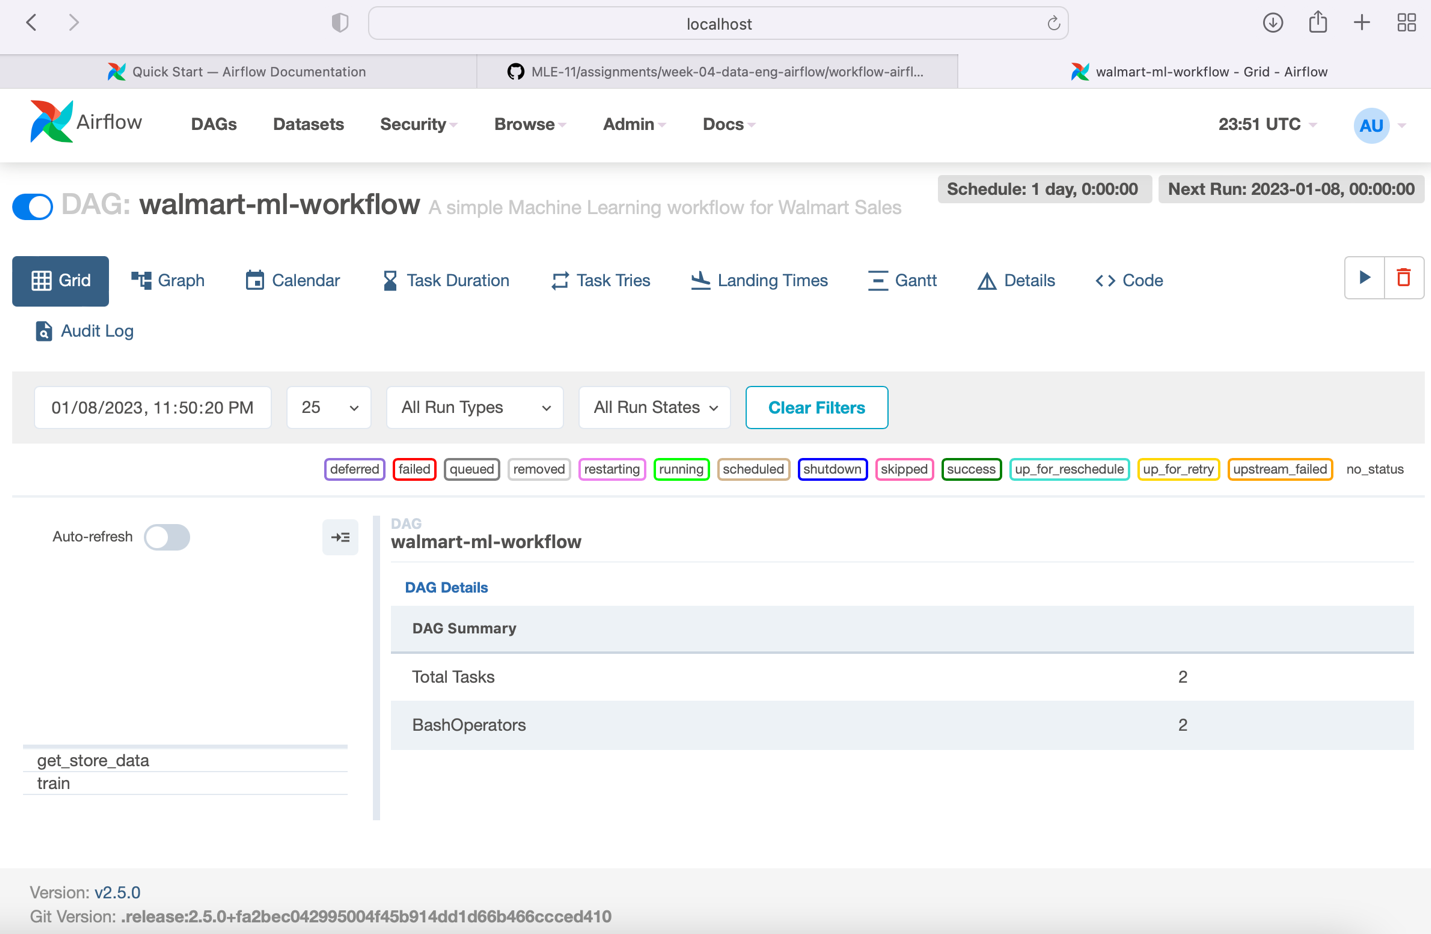 localhost
Quick Start — Airflow Documentation
MLE-11/assignments/week-04-data-eng-airflow/workflow-airfl...
walmart-ml-workflow - Grid - Airflow
Airflow DAGs Datasets Security Browse Admin Docs 23:51 UTC AU
Schedule: 1 day, 0:00:00 Next Run: 2023-01-08, 00:00:00
DAG: walmart-ml-workflow A simple Machine Learning workflow for Walmart Sales
Grid Graph Calendar Task Duration Task Tries Landing Times Gantt Details <> Code
Audit Log
01/08/2023, 11:50:20 PM 25 All Run Types All Run States Clear Filters
deferred failed queued removed restarting running scheduled shutdown skipped success up_for_reschedule up_for_retry upstream_failed no_status
Auto-refresh
DAG
walmart-ml-workflow
DAG Details
DAG Summary
Total Tasks 2
BashOperators 2
get_store_data
train
Version: v2.5.0
Git Version: .release:2.5.0+fa2bec042995004f45b914dd1d66b466ccced410